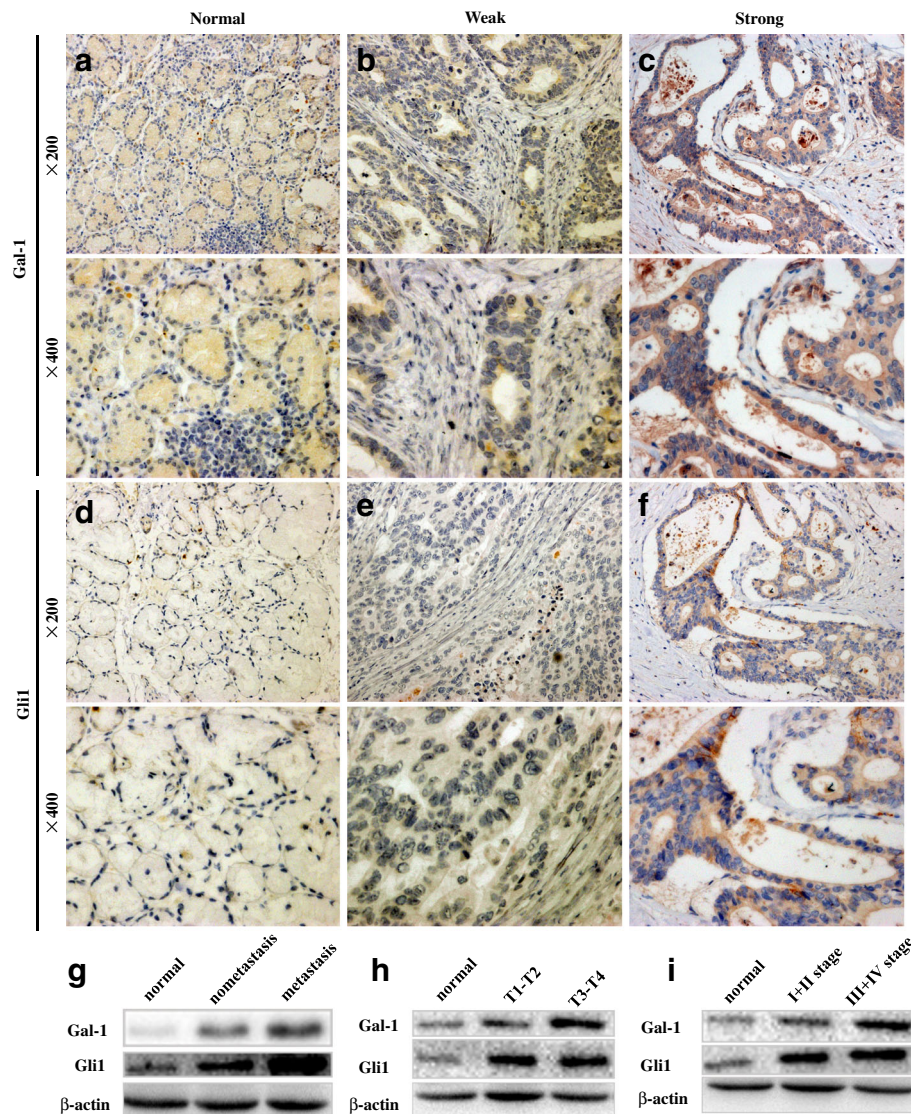 Normal
Weak
Strong
a
b
c
×200
Gal-1
×400
d
e
f
×200
Gli1
×400
g
normal
nometastasis
metastasis
Gal-1
Gli1
β-actin
h
normal
T1-T2
T3-T4
Gal-1
Gli1
β-actin
i
normal
I+II stage
III+IV stage
Gal-1
Gli1
β-actin